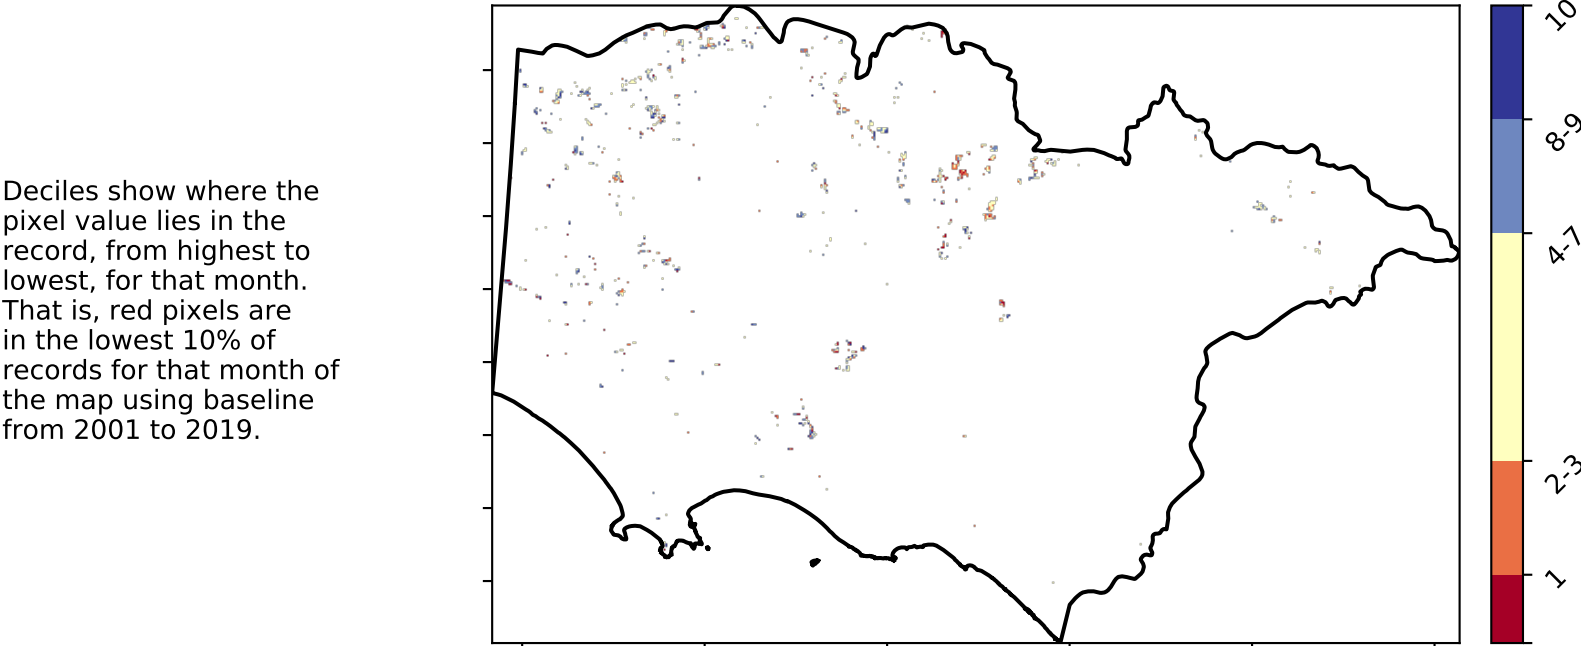 Deciles show where the
pixel value lies in the
record, from highest to
lowest, for that month.
That is, red pixels are
in the lowest 10% of
records for that month of
the map using baseline
from 2001 to 2019.
10
8-9
4-7
2-3
1